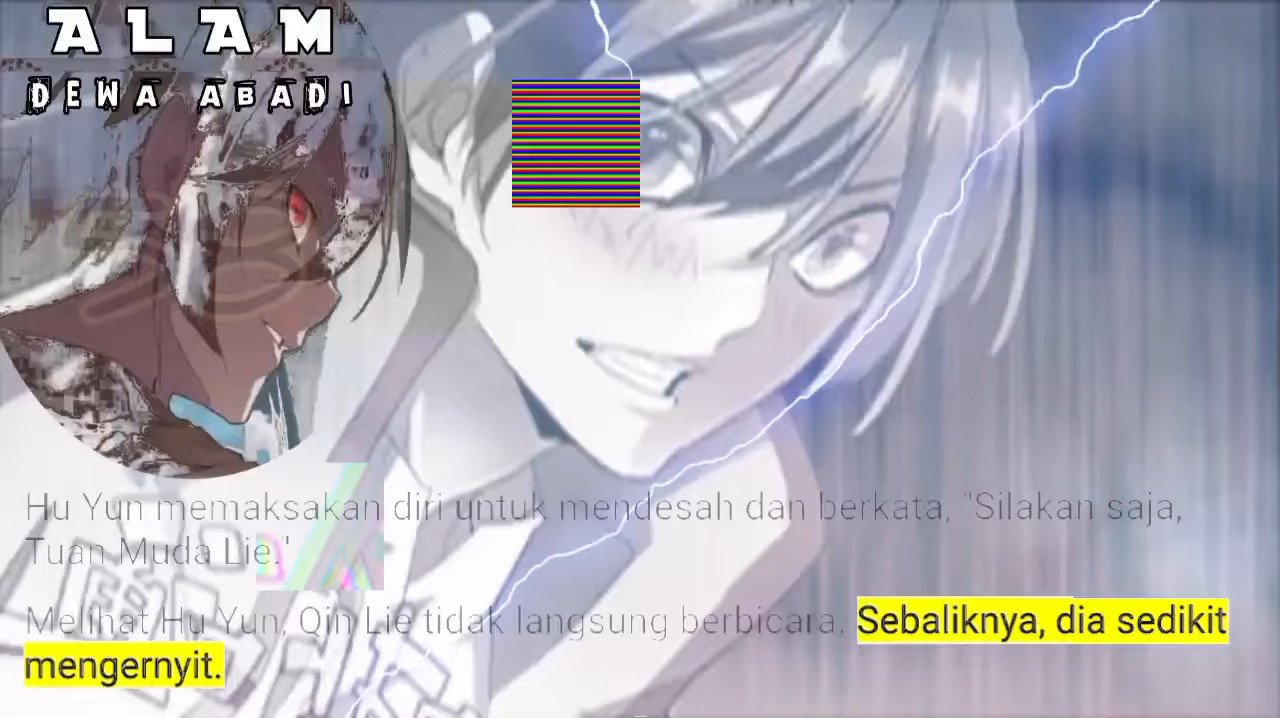 ALAM
DEWA ABADI
Hu Yun memaksakan diri untuk mendesah dan berkata, "Silakan saja,
Tuan Muda Lie."
Melihat Hu Yun, Qin Lie tidak langsung berbicara. Sebaliknya, dia sedikit
mengernyit.